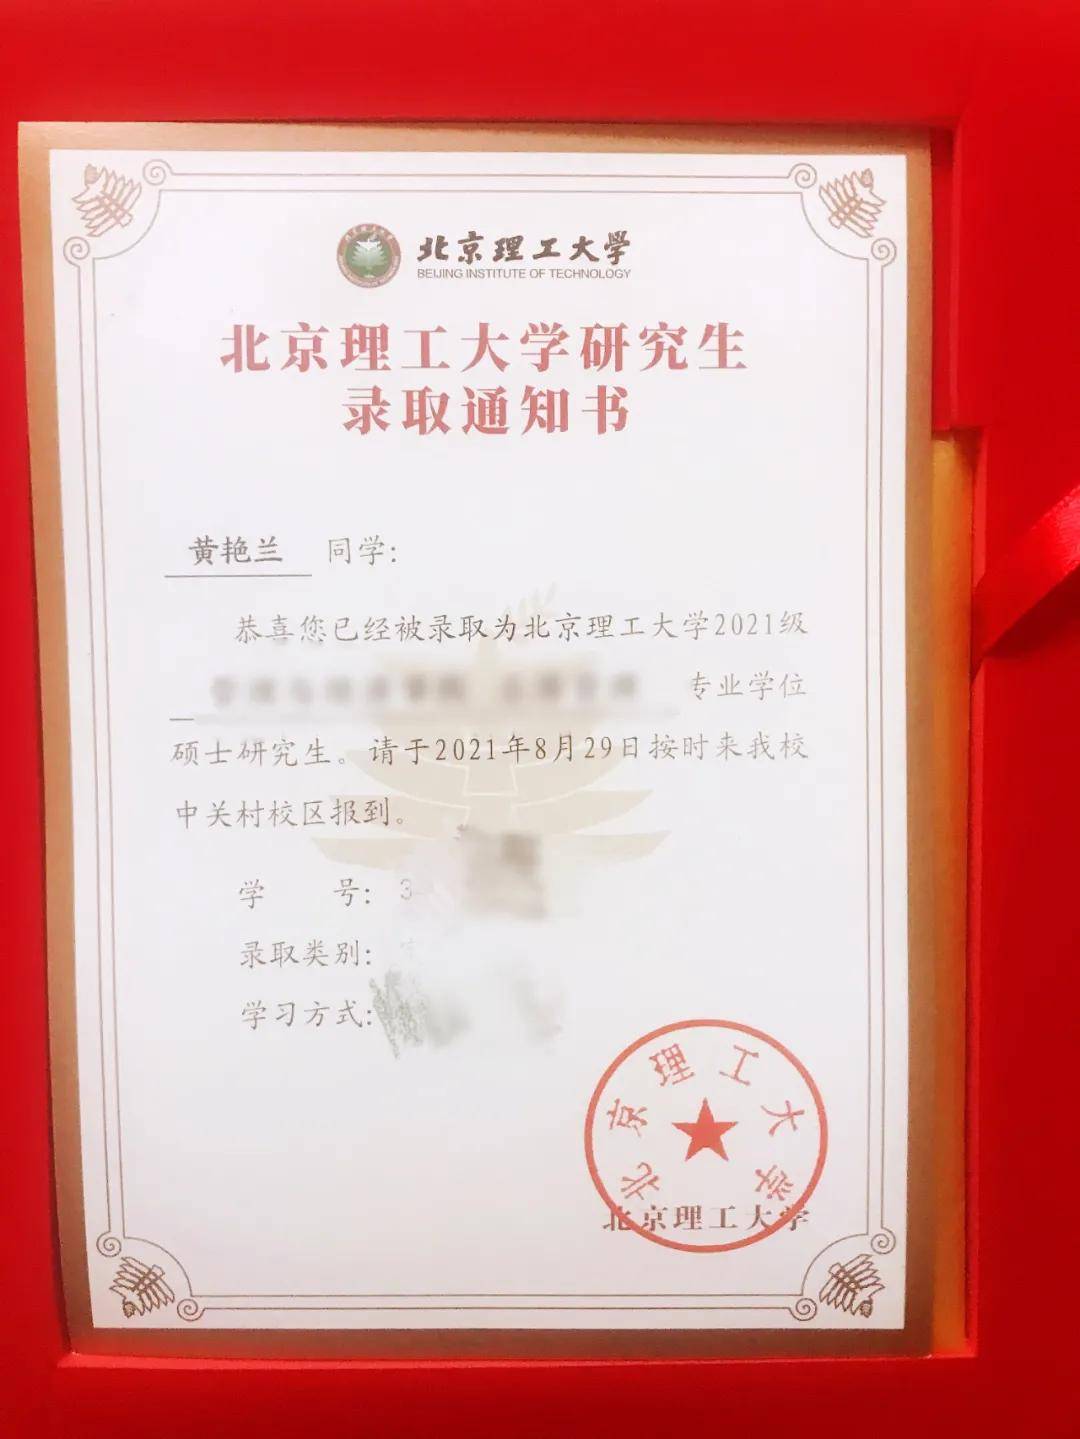 北京理工大學
BEIJING INSTITUTE OF TECHNOLOGY
北京理工大学研究生
录取通知书
黄艳兰 同学:
恭喜您已经被录取为北京理工大学2021级
专业学位
硕士研究生。请于2021年8月29日按时来我校
中关村校区报到。
学 号: 3
录取类别:
学习方式:
北京理工大学
北京理工大学